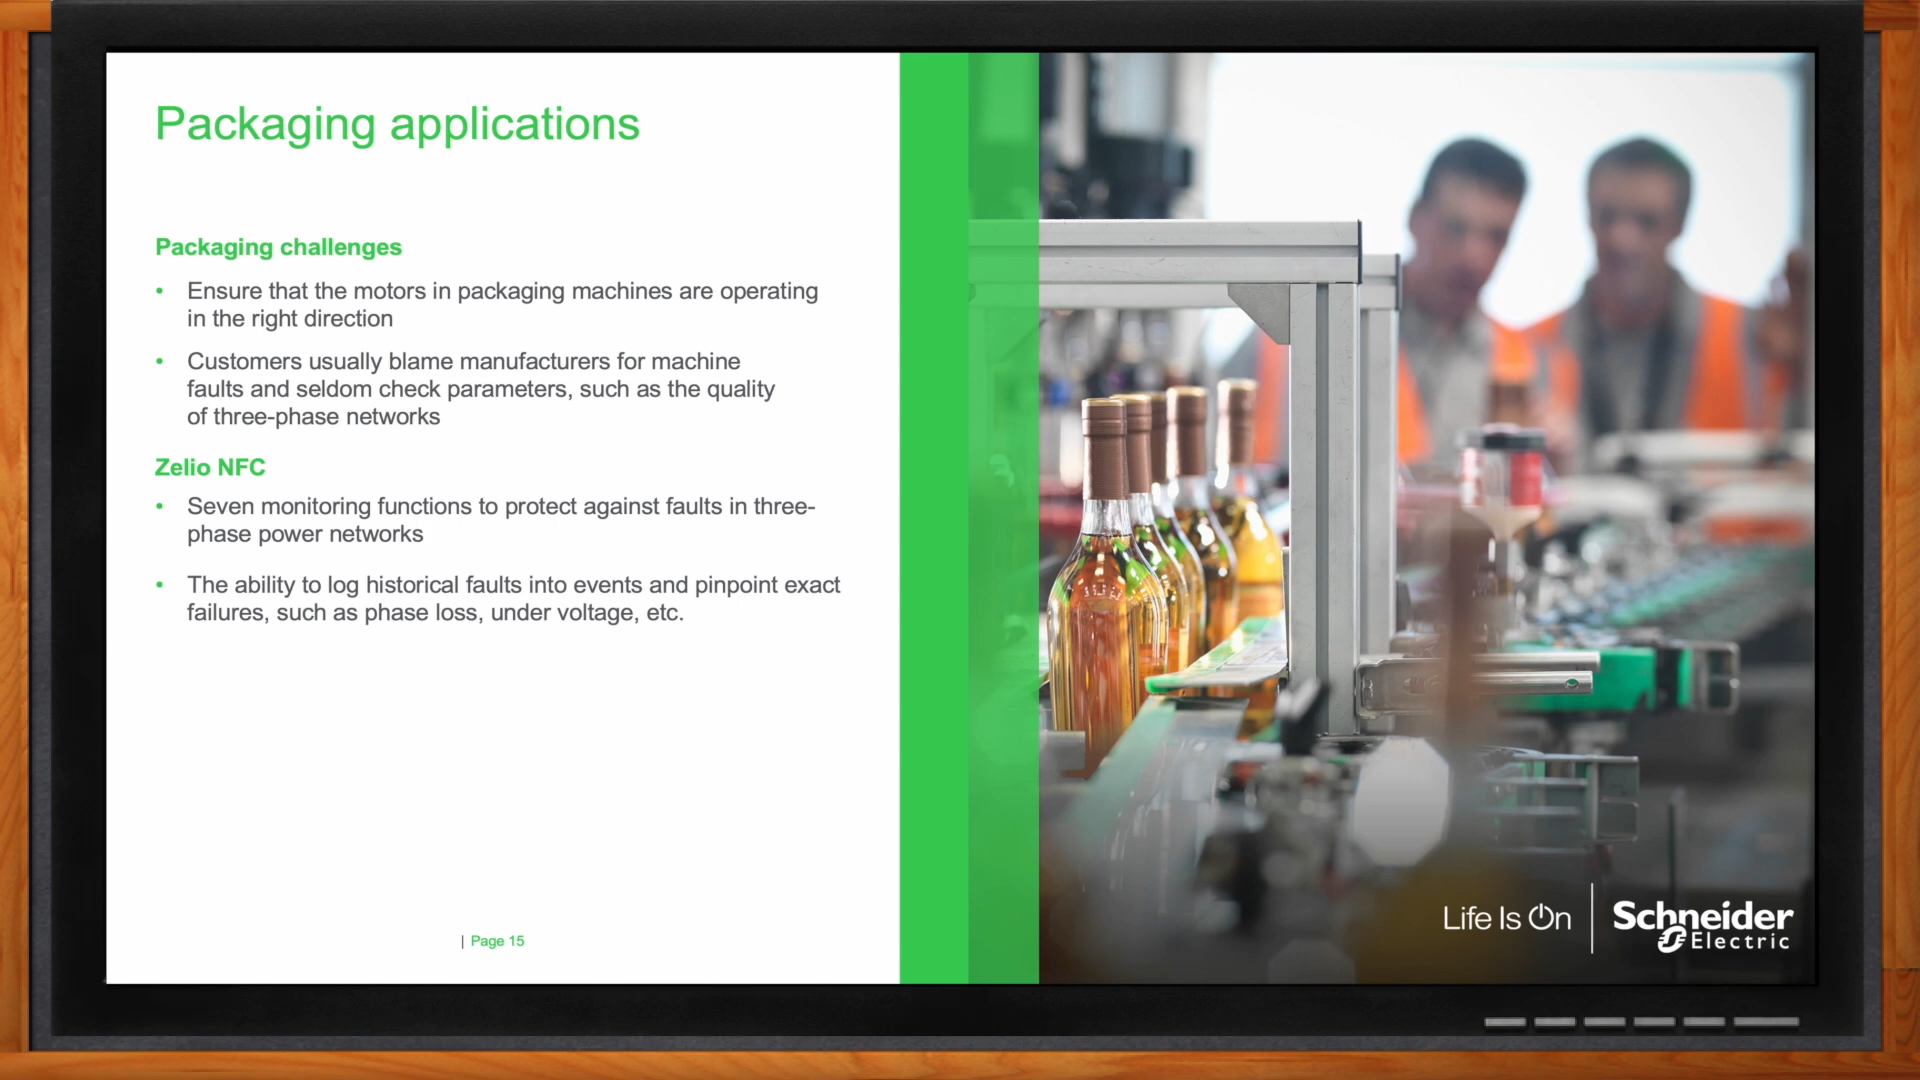 Packaging applications
Packaging challenges
• Ensure that the motors in packaging machines are operating
in the right direction
• Customers usually blame manufacturers for machine
faults and seldom check parameters, such as the quality
of three-phase networks
Zelio NFC
• Seven monitoring functions to protect against faults in three-
phase power networks
• The ability to log historical faults into events and pinpoint exact
failures, such as phase loss, under voltage, etc.
| Page 15
Life Is On
Schneider
Electric